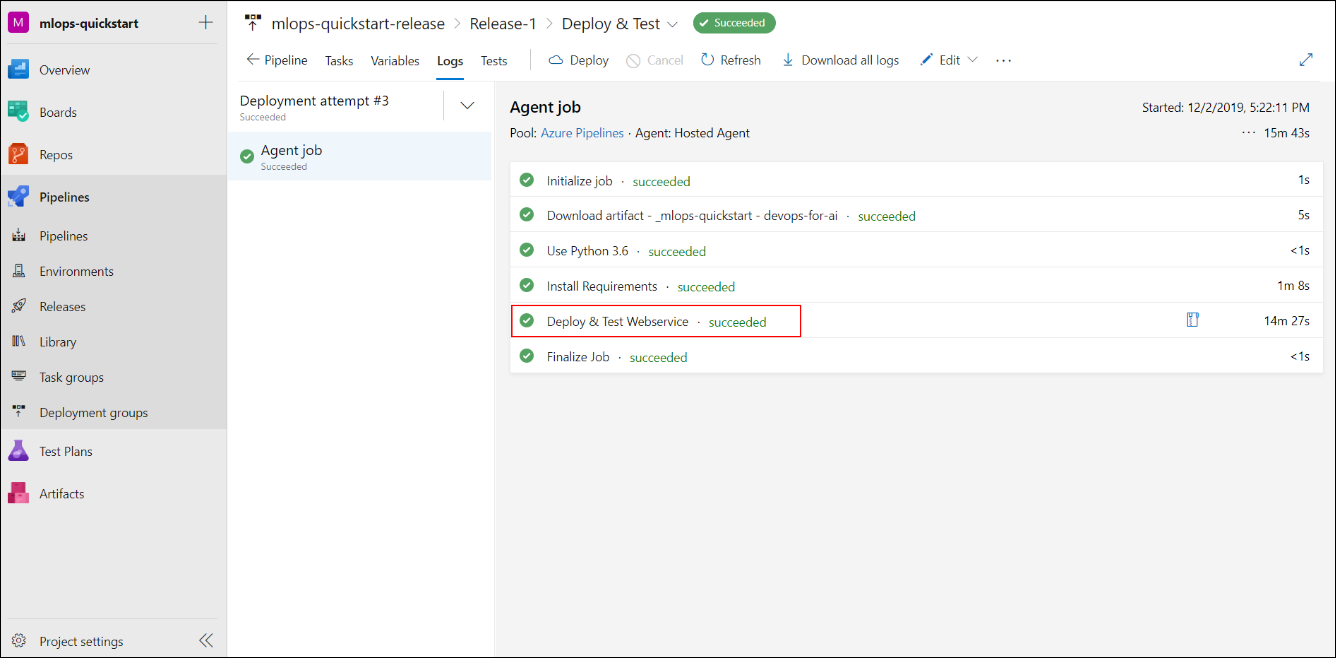 M mlops-quickstart
Overview
Boards
Repos
Pipelines
Pipelines
Environments
Releases
Library
Task groups
Deployment groups
Test Plans
Artifacts
Project settings
mlops-quickstart-release > Release-1 > Deploy & Test Succeeded
Pipeline Tasks Variables Logs Tests Deploy Cancel Refresh Download all logs Edit ...
Deployment attempt #3
Succeeded
Agent job
Succeeded
Agent job Started: 12/2/2019, 5:22:11 PM
Pool: Azure Pipelines · Agent: Hosted Agent ... 15m 43s
Initialize job · succeeded 1s
Download artifact - _mlops-quickstart - devops-for-ai · succeeded 5s
Use Python 3.6 · succeeded <1s
Install Requirements · succeeded 1m 8s
Deploy & Test Webservice · succeeded 14m 27s
Finalize Job · succeeded <1s